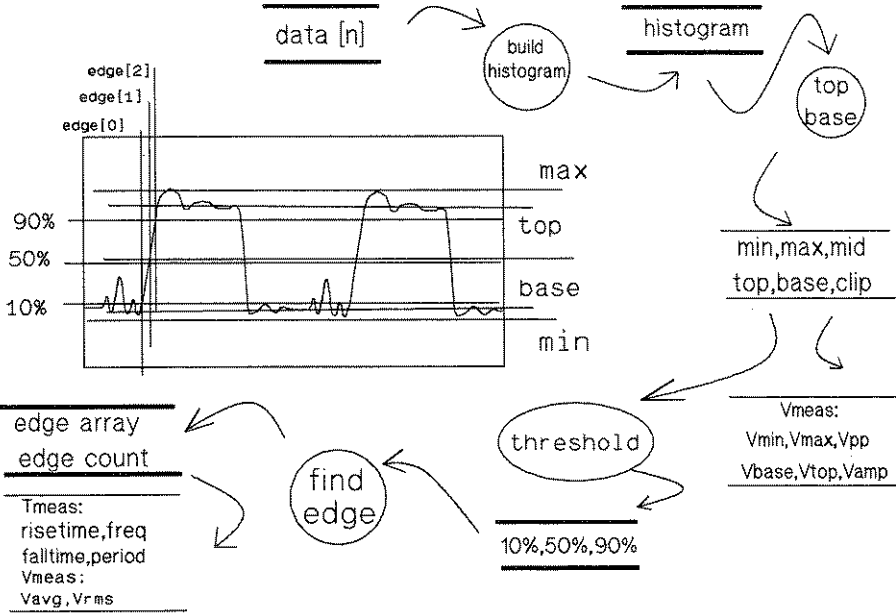 data [n]
build
histogram
histogram
top
base
edge[2]
edge[1]
edge[0]
max
90%
top
50%
base
10%
min
min,max,mid
top,base,clip
Vmeas:
Vmin,Vmax,Vpp
Vbase,Vtop,Vamp
threshold
10%,50%,90%
find
edge
edge array
edge count
Tmeas:
risetime,freq
falltime,period
Vmeas:
Vavg,Vrms